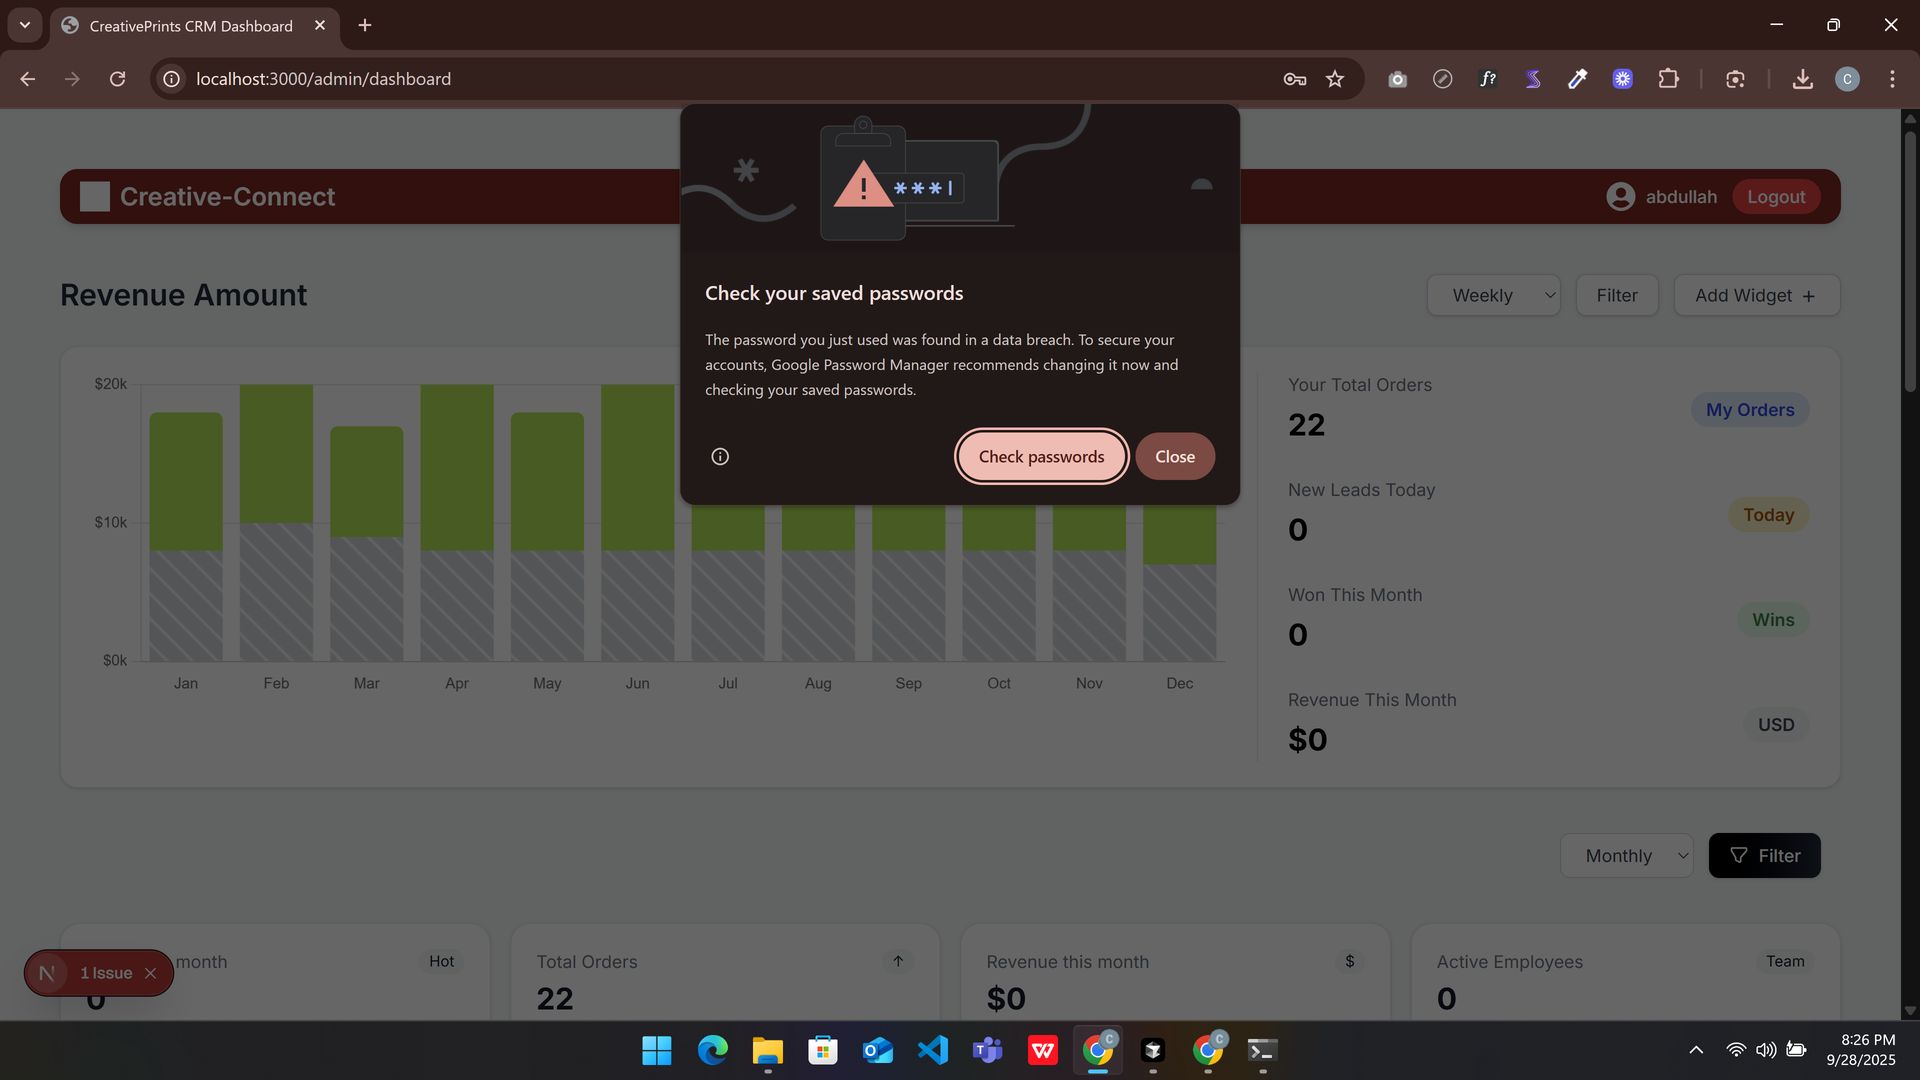 CreativePrints CRM Dashboard
localhost:3000/admin/dashboard
f?
C
Creative-Connect
abdullah
Logout
***
Check your saved passwords
The password you just used was found in a data breach. To secure your
accounts, Google Password Manager recommends changing it now and
checking your saved passwords.
Check passwords
Close
Revenue Amount
Weekly
Filter
Add Widget +
$20k
$10k
$0k
Jan Feb Mar Apr May Jun Jul Aug Sep Oct Nov Dec
Your Total Orders
22
My Orders
New Leads Today
0
Today
Won This Month
0
Wins
Revenue This Month
$0
USD
Monthly
Filter
month
Hot
0
Total Orders
↑
22
Revenue this month
$
$0
Active Employees
Team
0
N 1 Issue
8:26 PM
9/28/2025